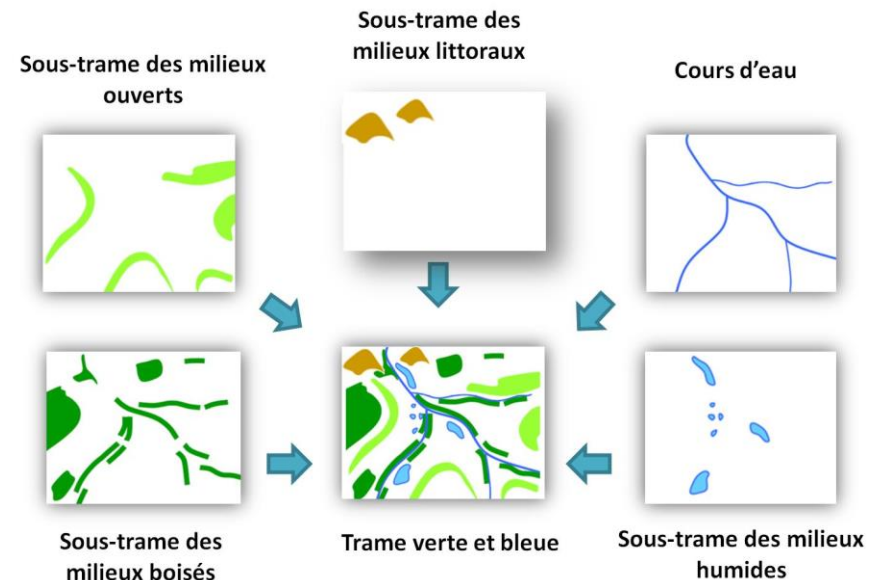 Sous-trame des milieux
ouverts
Sous-trame des
milieux littoraux
Cours d’eau
Sous-trame des
milieux boisés
Trame verte et bleue
Sous-trame des milieux
humides